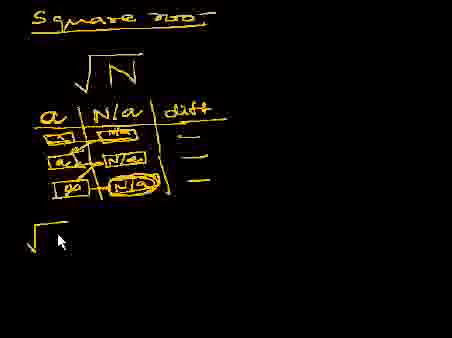 Square root
√N
a N/a diff
a N/a —
a N/a —
N/a —
√